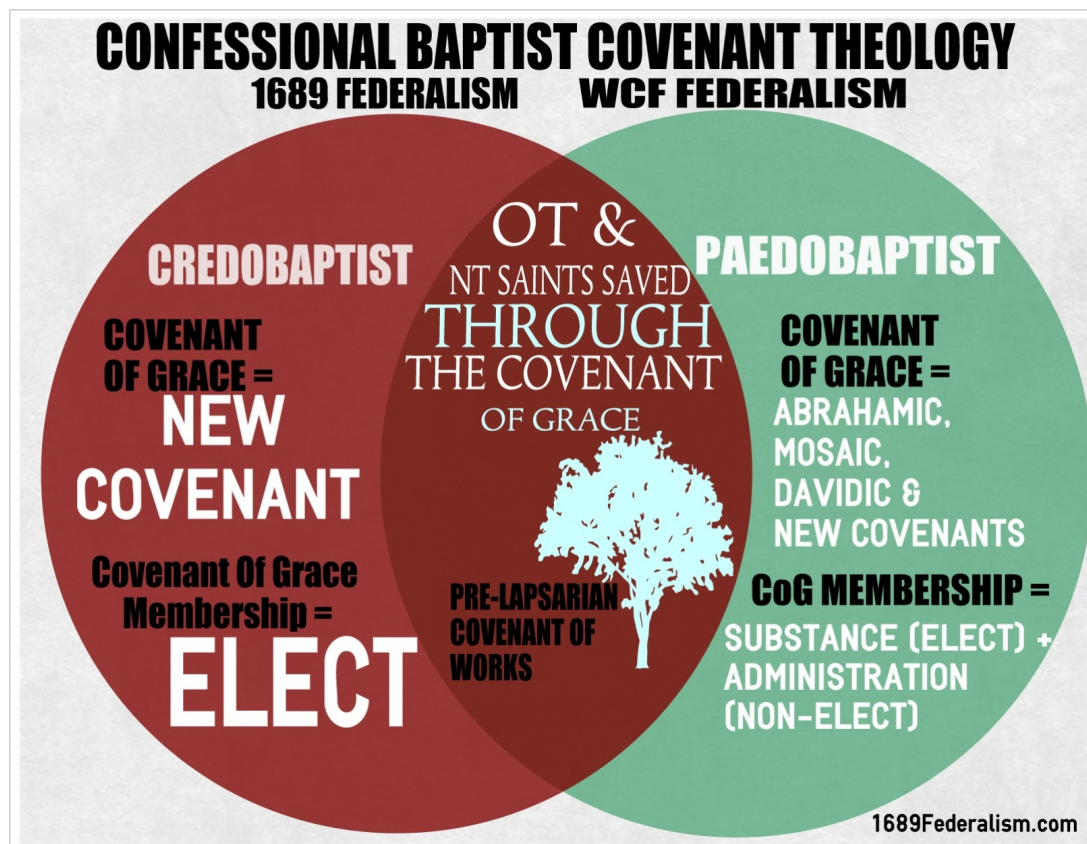 CONFESSIONAL BAPTIST COVENANT THEOLOGY
1689 FEDERALISM WCF FEDERALISM
CREDOBAPTIST
COVENANT
OF GRACE =
NEW
COVENANT
Covenant Of Grace
Membership =
ELECT
OT &
NT SAINTS SAVED
THROUGH
THE COVENANT
OF GRACE
PRE-LAPSARIAN
COVENANT OF
WORKS
PAEDOBAPTIST
COVENANT
OF GRACE =
ABRAHAMIC,
MOSAIC,
DAVIDIC &
NEW COVENANTS
CoG MEMBERSHIP =
SUBSTANCE (ELECT) +
ADMINISTRATION
(NON-ELECT)
1689Federalism.com